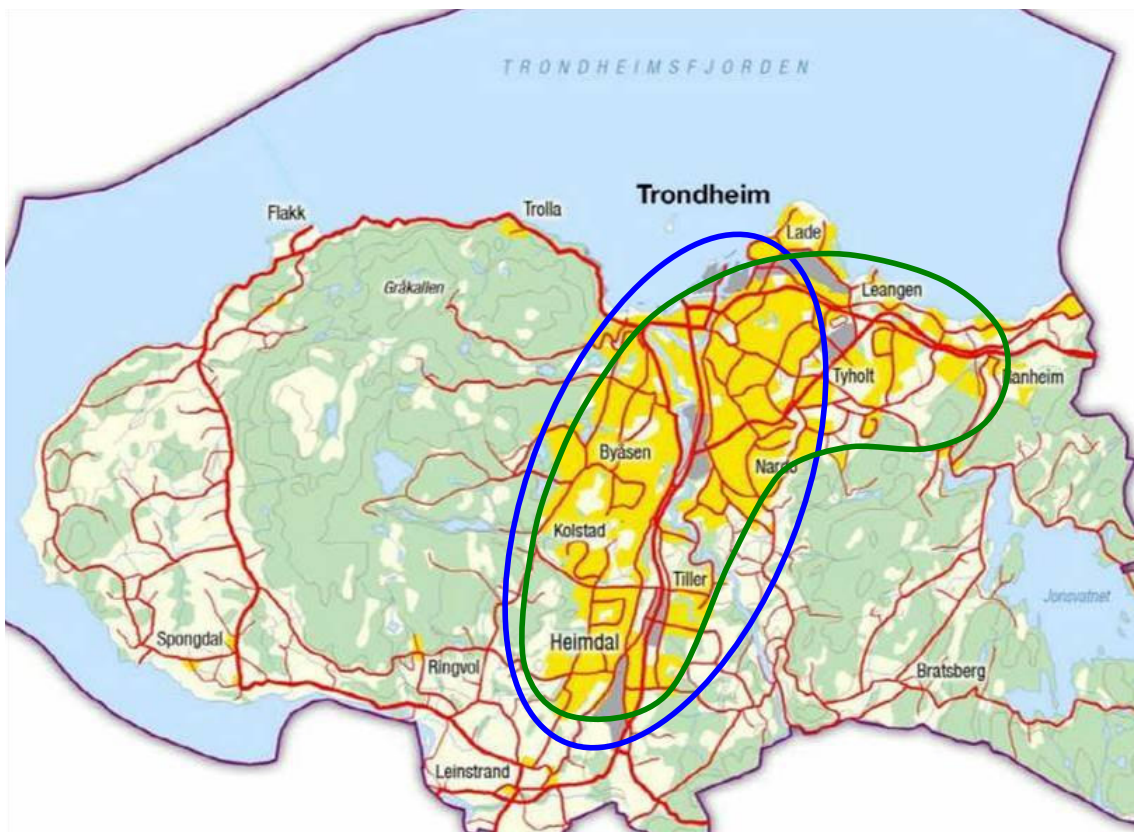 TRONDHEIMSFJORDEN
Trondheim
Flakk
Trolla
Lade
Gråkallen
Leangen
Tyholt
Ranheim
Byåsen
Nardo
Kolstad
Tiller
Jonsvatnet
Spongdal
Heimdal
Ringvol
Bratsberg
Leinstrand